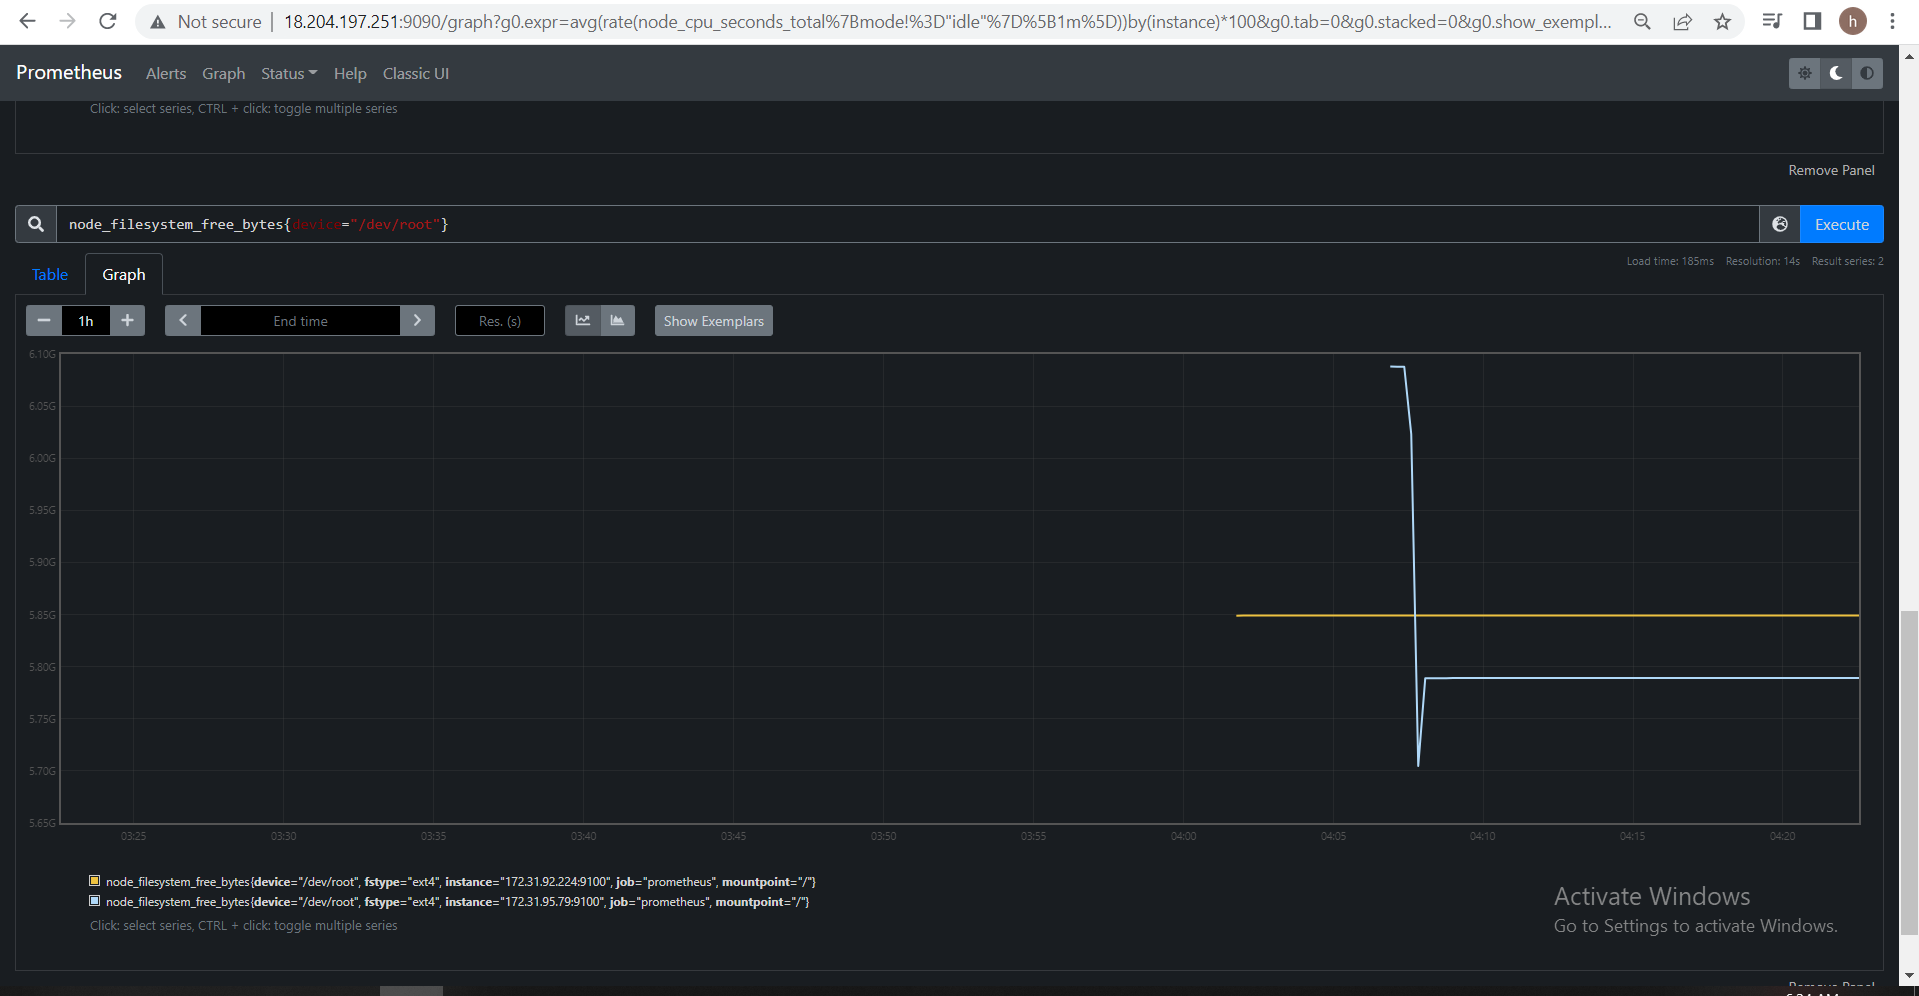 Not secure | 18.204.197.251:9090/graph?g0.expr=avg(rate(node_cpu_seconds_total%7Bmode!%3D"idle"%7D%5B1m%5D))by(instance)*100&g0.tab=0&g0.stacked=0&g0.show_exempl... h
Prometheus Alerts Graph Status Help Classic UI
Click: select series, CTRL + click: toggle multiple series
Remove Panel
node_filesystem_free_bytes{device="/dev/root"} Execute
Load time: 185ms Resolution: 14s Result series: 2
Table Graph
1h End time Res. (s) Show Exemplars
6.10G
6.05G
6.00G
5.95G
5.90G
5.85G
5.80G
5.75G
5.70G
5.65G
03:25 03:30 03:35 03:40 03:45 03:50 03:55 04:00 04:05 04:10 04:15 04:20
node_filesystem_free_bytes{device="/dev/root", fstype="ext4", instance="172.31.92.224:9100", job="prometheus", mountpoint="/"}
node_filesystem_free_bytes{device="/dev/root", fstype="ext4", instance="172.31.95.79:9100", job="prometheus", mountpoint="/"}
Click: select series, CTRL + click: toggle multiple series
Activate Windows
Go to Settings to activate Windows.
Remove Panel